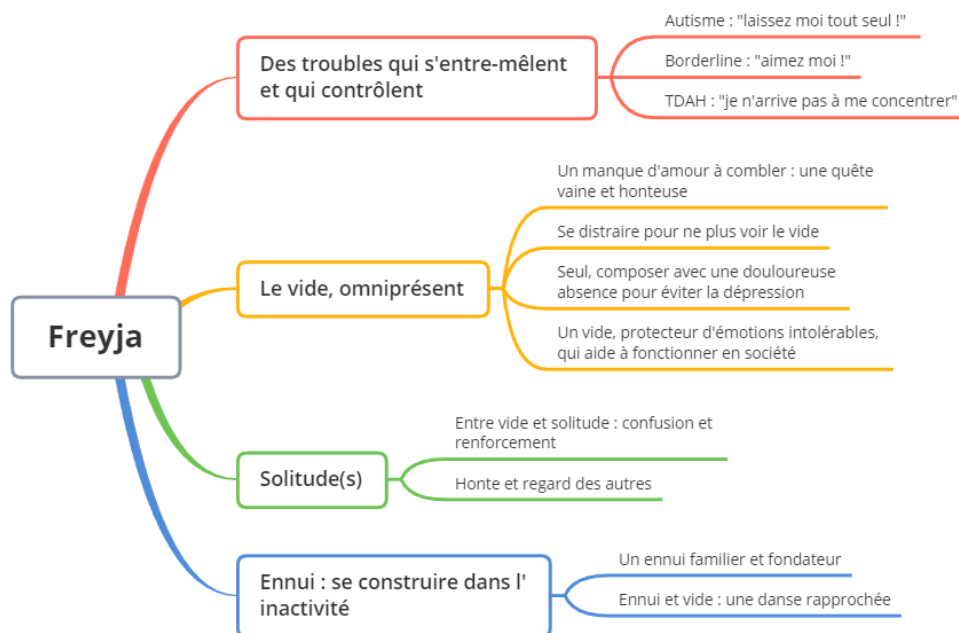 Freyja
Des troubles qui s'entre-mêlent
et qui contrôlent
Autisme : "laissez moi tout seul !"
Borderline : "aimez moi !"
TDAH : "je n'arrive pas à me concentrer"
Le vide, omniprésent
Un manque d'amour à combler : une quête
vaine et honteuse
Se distraire pour ne plus voir le vide
Seul, composer avec une douloureuse
absence pour éviter la dépression
Un vide, protecteur d'émotions intolérables,
qui aide à fonctionner en société
Solitude(s)
Entre vide et solitude : confusion et
renforcement
Honte et regard des autres
Ennui : se construire dans l'
inactivité
Un ennui familier et fondateur
Ennui et vide : une danse rapprochée